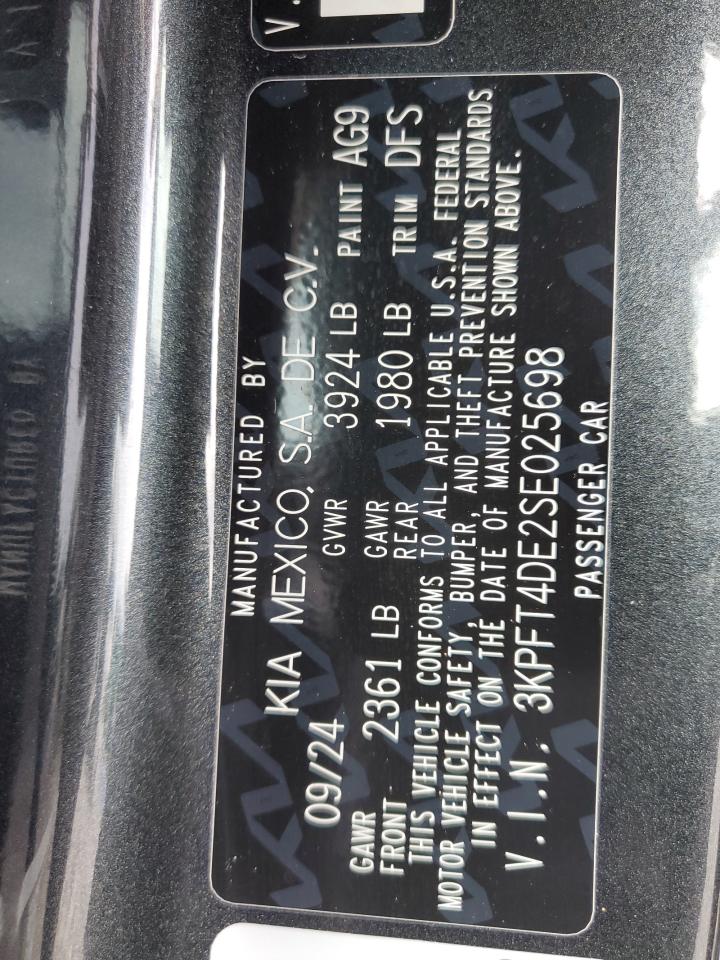 MANUFACTURED BY
KIA MEXICO, S.A. DE C.V.
09/24 GVWR 3924 LB PAINT AG9
GAWR FRONT 2361 LB GAWR REAR 1980 LB TRIM DFS
THIS VEHICLE CONFORMS TO ALL APPLICABLE U.S.A. FEDERAL
MOTOR VEHICLE SAFETY, BUMPER, AND THEFT PREVENTION STANDARDS
IN EFFECT ON THE DATE OF MANUFACTURE SHOWN ABOVE.
V.I.N. 3KPFT4DE2SE025698
PASSENGER CAR